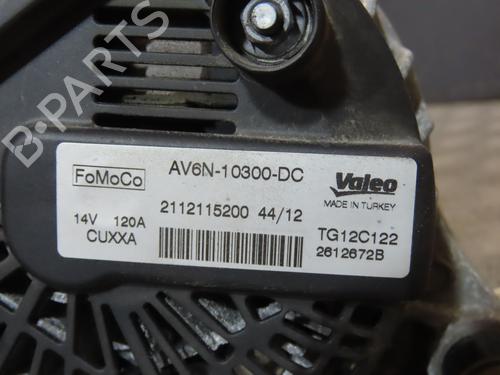 B-PARTS
FoMoCo
AV6N-10300-DC
Valeo
MADE IN TURKEY
14V 120A
2112115200 44/12
CUXXA
TG12C122
2612672B